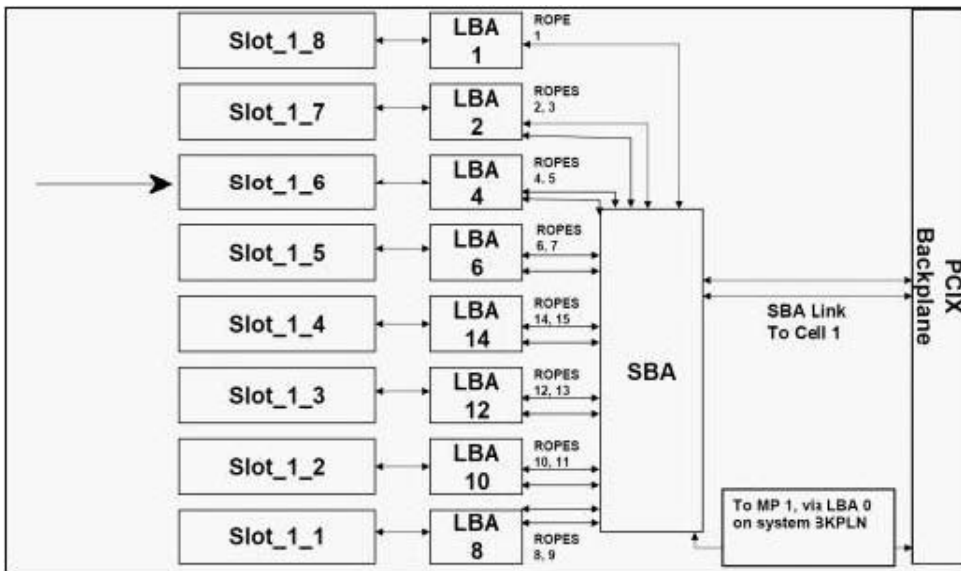 Slot_1_8
LBA
1
ROPE
1
Slot_1_7
LBA
2
ROPES
2, 3
Slot_1_6
LBA
4
ROPES
4, 5
Slot_1_5
LBA
6
ROPES
6, 7
Slot_1_4
LBA
14
ROPES
14, 15
Slot_1_3
LBA
12
ROPES
12, 13
Slot_1_2
LBA
10
ROPES
10, 11
Slot_1_1
LBA
8
ROPES
8, 9
SBA
SBA Link
To Cell 1
To MP 1, via LBA 0
on system BKPLN
PCIX
Backplane